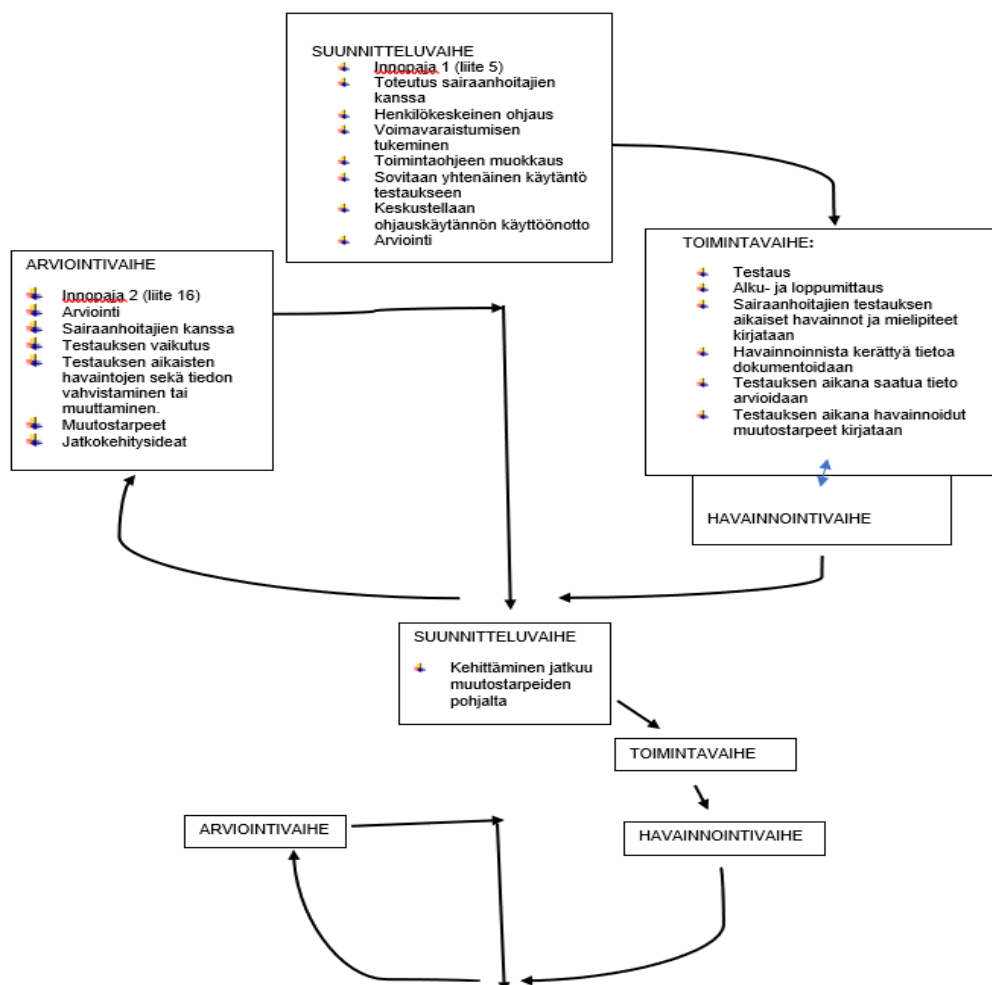 SUUNNITTELUVAIHE
Innopaja 1 (liite 5)
Toteutus sairaanhoitajien
kanssa
Henkilökeskeinen ohjaus
Voimavaraistumisen
tukeminen
Toimintaohjeen muokkaus
Sovitaan yhtenäinen käytäntö
testaukseen
Keskustellaan
ohjauskäytännön käyttöönotto
Arviointi
TOIMINTAVAIHE:
Testaus
Alku- ja loppumittaus
Sairaanhoitajien testauksen
aikaiset havainnot ja mielipiteet
kirjataan
Havainnoinnista kerättyä tietoa
dokumentoidaan
Testauksen aikana saatua tieto
arvioidaan
Testauksen aikana havainnoidut
muutostarpeet kirjataan
HAVAINNOINTIVAIHE
ARVIOINTIVAIHE
Innopaja 2 (liite 16)
Arviointi
Sairaanhoitajien kanssa
Testauksen vaikutus
Testauksen aikaisten
havaintojen sekä tiedon
vahvistaminen tai
muuttaminen.
Muutostarpeet
Jatkokehitysideat
SUUNNITTELUVAIHE
Kehittäminen jatkuu
muutostarpeiden
pohjalta
TOIMINTAVAIHE
HAVAINNOINTIVAIHE
ARVIOINTIVAIHE